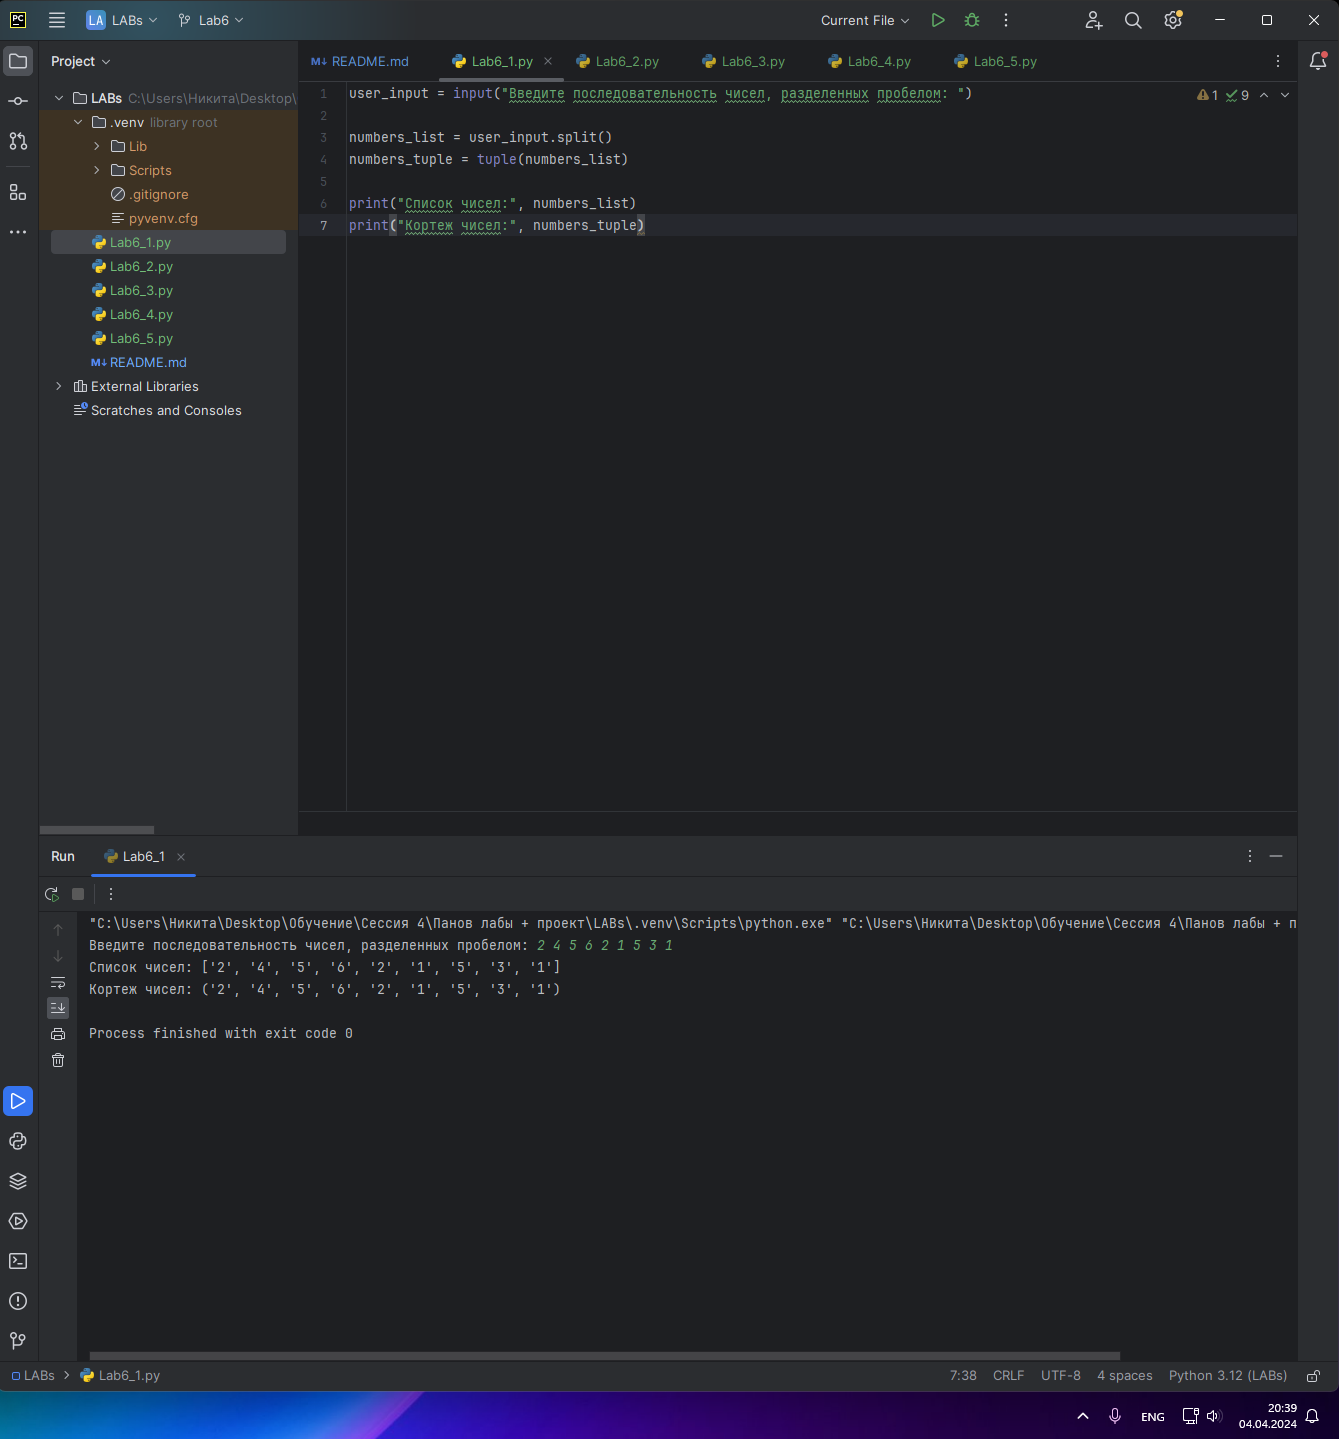 PC
LA LABs
Lab6
Current File
Project
README.md
Lab6_1.py
Lab6_2.py
Lab6_3.py
Lab6_4.py
Lab6_5.py
LABs C:\Users\Никита\Desktop\
.venv library root
Lib
Scripts
.gitignore
pyvenv.cfg
Lab6_1.py
Lab6_2.py
Lab6_3.py
Lab6_4.py
Lab6_5.py
README.md
External Libraries
Scratches and Consoles
1 user_input = input("Введите последовательность чисел, разделенных пробелом: ")
1 9
2
3 numbers_list = user_input.split()
4 numbers_tuple = tuple(numbers_list)
5
6 print("Список чисел:", numbers_list)
7 print("Кортеж чисел:", numbers_tuple)
Run
Lab6_1
"C:\Users\Никита\Desktop\Обучение\Сессия 4\Панов лабы + проект\LABs\.venv\Scripts\python.exe" "C:\Users\Никита\Desktop\Обучение\Сессия 4\Панов лабы + п
Введите последовательность чисел, разделенных пробелом: 2 4 5 6 2 1 5 3 1
Список чисел: ['2', '4', '5', '6', '2', '1', '5', '3', '1']
Кортеж чисел: ('2', '4', '5', '6', '2', '1', '5', '3', '1')
Process finished with exit code 0
LABs > Lab6_1.py
7:38 CRLF UTF-8 4 spaces Python 3.12 (LABs)
ENG
20:39
04.04.2024